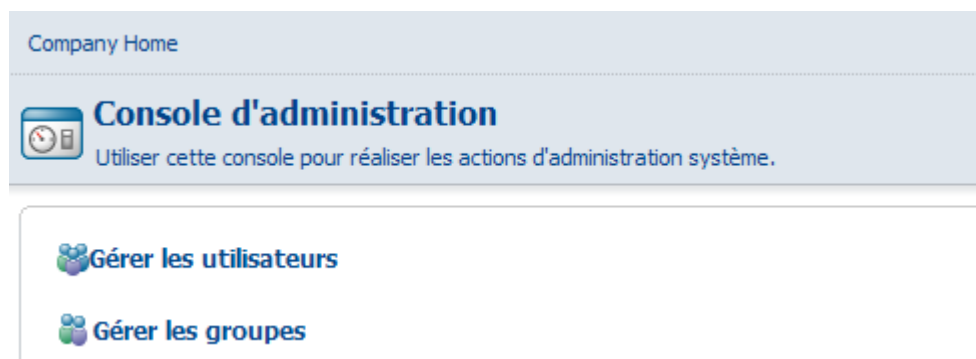 Company Home
Console d'administration
Utiliser cette console pour réaliser les actions d'administration système.
Gérer les utilisateurs
Gérer les groupes